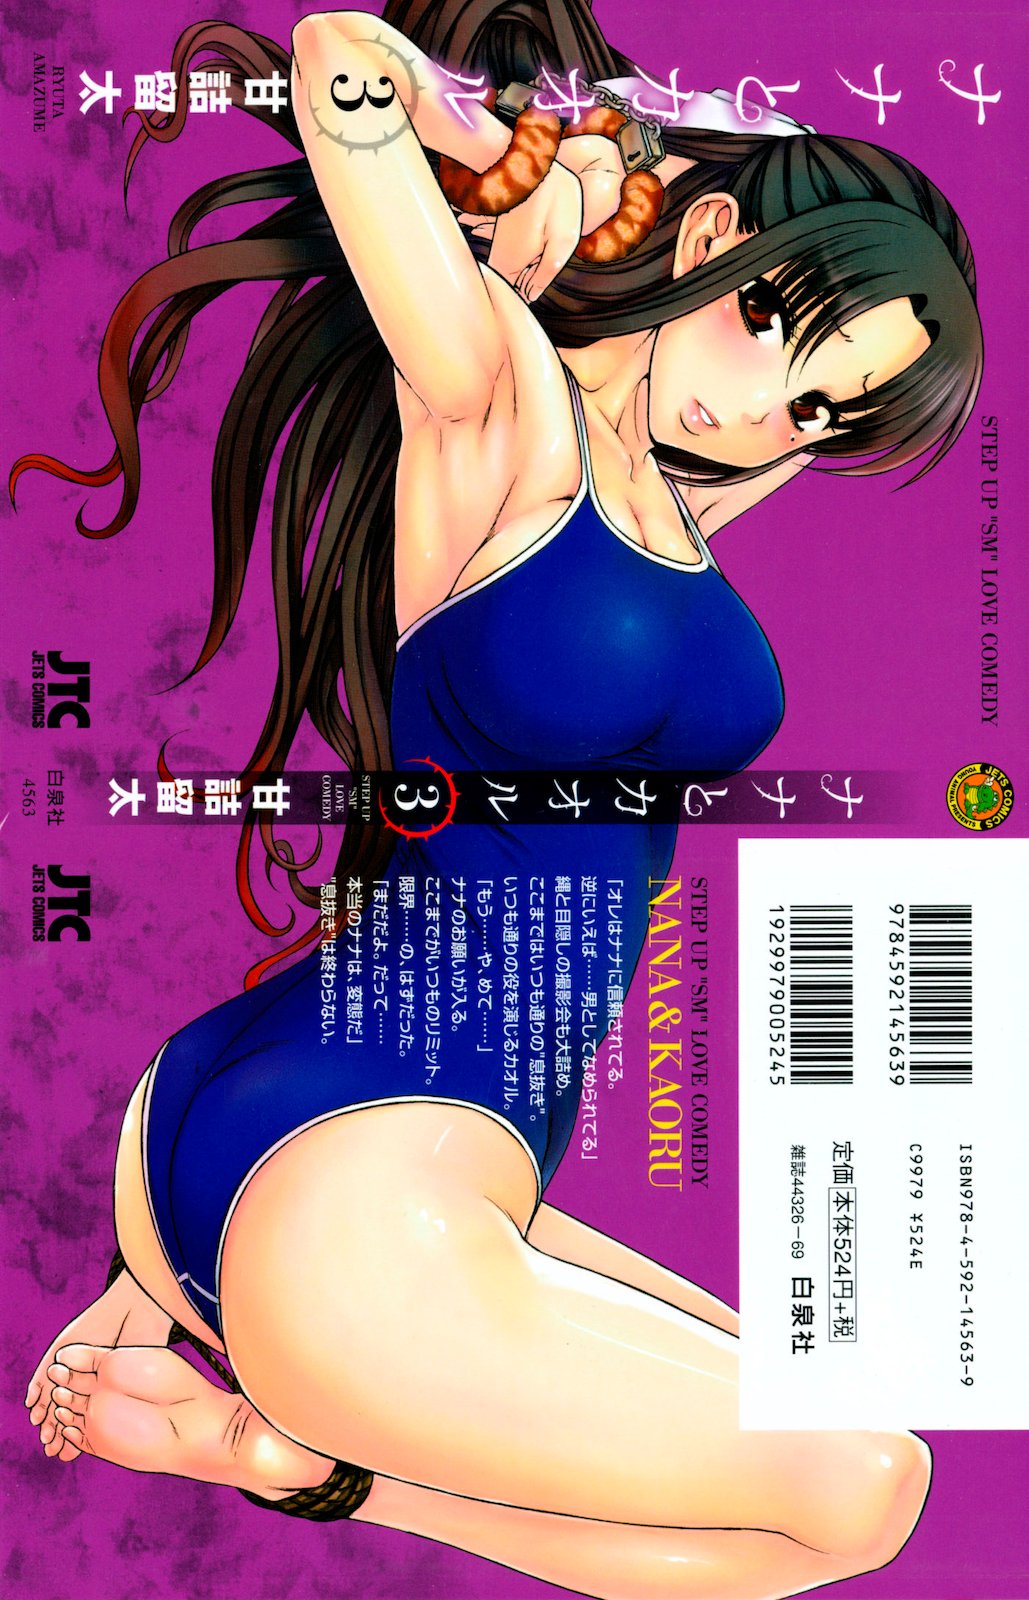 ナナとカオル
3
甘詰留太
RYUTA
AMAZUME
STEP UP "SM" LOVE COMEDY
JTC
JETS COMICS
JETS COMICS
YOUNG ANIMAL PRESENTS
ナナとカオル
3
STEP UP
"SM"
LOVE
COMEDY
甘詰留太
白泉社
4563
STEP UP "SM" LOVE COMEDY
NANA & KAORU
「オレはナナに信頼されてる。
逆にいえば……男としてなめられてる」
縄と目隠しの撮影会も大詰め。
ここまではいつも通りの"息抜き"。
いつも通りの役を演じるカオル。
「もう……や、めて……」
ナナのお願いが入る。
ここまでがいつものリミット。
限界……の、はずだった。
「まだだよ。だって……
本当のナナは、変態だ」
"息抜き"は終わらない。
JTC
JETS COMICS
9784592145639
1929979005245
ISBN978-4-592-14563-9
C9979 ¥524E
定価 本体524円+税
雑誌44326-69 白泉社